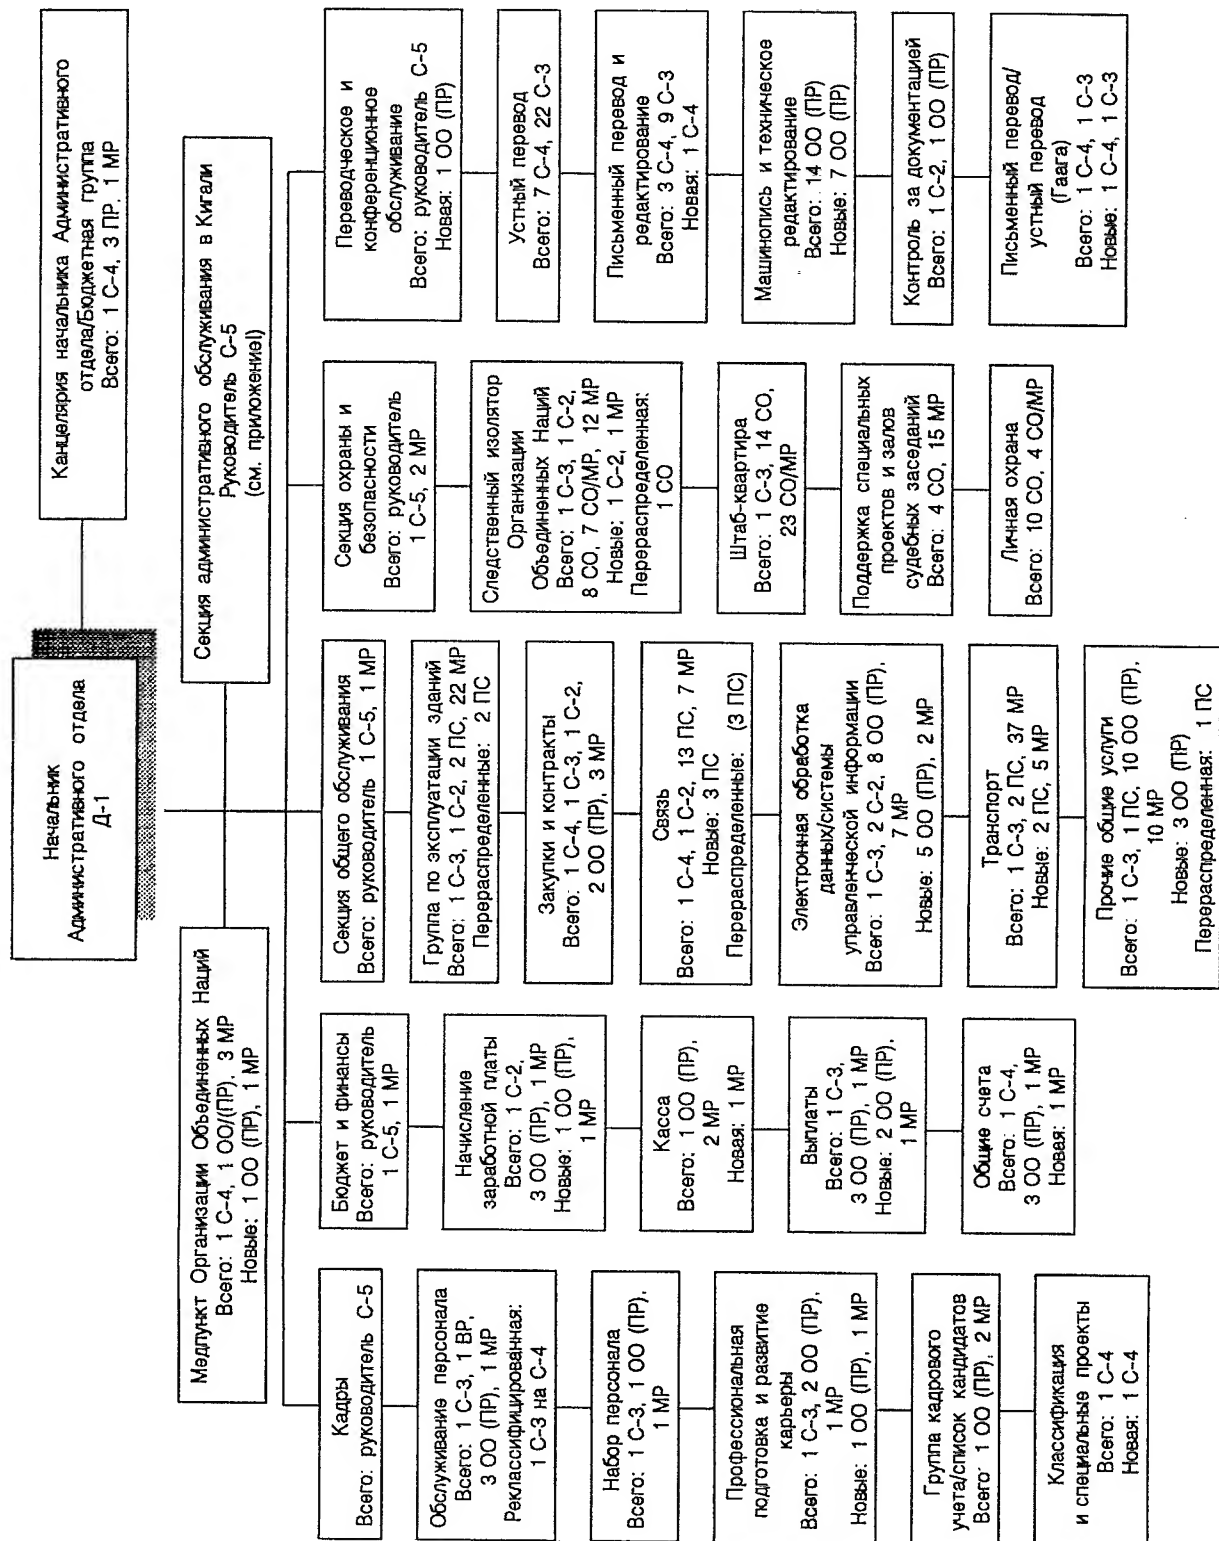 Начальник
Административного отдела
Д-1
Канцелярия начальника Административного
отдела/Бюджетная группа
Всего: 1 С-4, 3 ПР, 1 МР
Медпункт Организации Объединенных Наций
Всего: 1 С-4, 1 ОО/(ПР), 3 МР
Новые: 1 ОО (ПР), 1 МР
Секция административного обслуживания в Кигали
Руководитель С-5
(см. приложениеI)
Кадры
Всего: руководитель С-5
Обслуживание персонала
Всего: 1 С-3, 1 ВР,
3 ОО (ПР), 1 МР
Реклассифицированная:
1 С-3 на С-4
Набор персонала
Всего: 1 С-3, 1 ОО (ПР),
1 МР
Профессиональная
подготовка и развитие
карьеры
Всего: 1 С-3, 2 ОО (ПР),
1 МР
Новые: 1 ОО (ПР), 1 МР
Группа кадрового
учета/список кандидатов
Всего: 1 ОО (ПР), 2 МР
Классификация
и специальные проекты
Всего: 1 С-4
Новая: 1 С-4
Бюджет и финансы
Всего: руководитель
1 С-5, 1 МР
Начисление
заработной платы
Всего: 1 С-2,
3 ОО (ПР), 1 МР
Новые: 1 ОО (ПР),
1 МР
Касса
Всего: 1 ОО (ПР),
2 МР
Новая: 1 МР
Выплаты
Всего: 1 С-3,
3 ОО (ПР), 1 МР
Новые: 2 ОО (ПР),
1 МР
Общие счета
Всего: 1 С-4,
3 ОО (ПР), 1 МР
Новая: 1 МР
Секция общего обслуживания
Всего: руководитель 1 С-5, 1 МР
Группа по эксплуатации зданий
Всего: 1 С-3, 1 С-2, 2 ПС, 22 МР
Перераспределенные: 2 ПС
Закупки и контракты
Всего: 1 С-4, 1 С-3, 1 С-2,
2 ОО (ПР), 3 МР
Связь
Всего: 1 С-4, 1 С-2, 13 ПС, 7 МР
Новые: 3 ПС
Перераспределенные: (3 ПС)
Электронная обработка
данных/системы
управленческой информации
Всего: 1 С-3, 2 С-2, 8 ОО (ПР),
7 МР
Новые: 5 ОО (ПР), 2 МР
Транспорт
Всего: 1 С-3, 2 ПС, 37 МР
Новые: 2 ПС, 5 МР
Прочие общие услуги
Всего: 1 С-3, 1 ПС, 10 ОО (ПР),
10 МР
Новые: 3 ОО (ПР)
Перераспределенная: 1 ПС
Секция охраны и
безопасности
Всего: руководитель
1 С-5, 2 МР
Следственный изолятор
Организации
Объединенных Наций
Всего: 1 С-3, 1 С-2,
8 СО, 7 СО/МР, 12 МР
Новые: 1 С-2, 1 МР
Перераспределенная:
1 СО
Штаб-квартира
Всего: 1 С-3, 14 СО,
23 СО/МР
Поддержка специальных
проектов и залов
судебных заседаний
Всего: 4 СО, 15 МР
Личная охрана
Всего: 10 СО, 4 СО/МР
Переводческое и
конференционное
обслуживание
Всего: руководитель С-5
Новая: 1 ОО (ПР)
Устный перевод
Всего: 7 С-4, 22 С-3
Письменный перевод и
редактирование
Всего: 3 С-4, 9 С-3
Новая: 1 С-4
Машинопись и техническое
редактирование
Всего: 14 ОО (ПР)
Новые: 7 ОО (ПР)
Контроль за документацией
Всего: 1 С-2, 1 ОО (ПР)
Письменный перевод/
устный перевод
(Гаага)
Всего: 1 С-4, 1 С-3
Новые: 1 С-4, 1 С-3